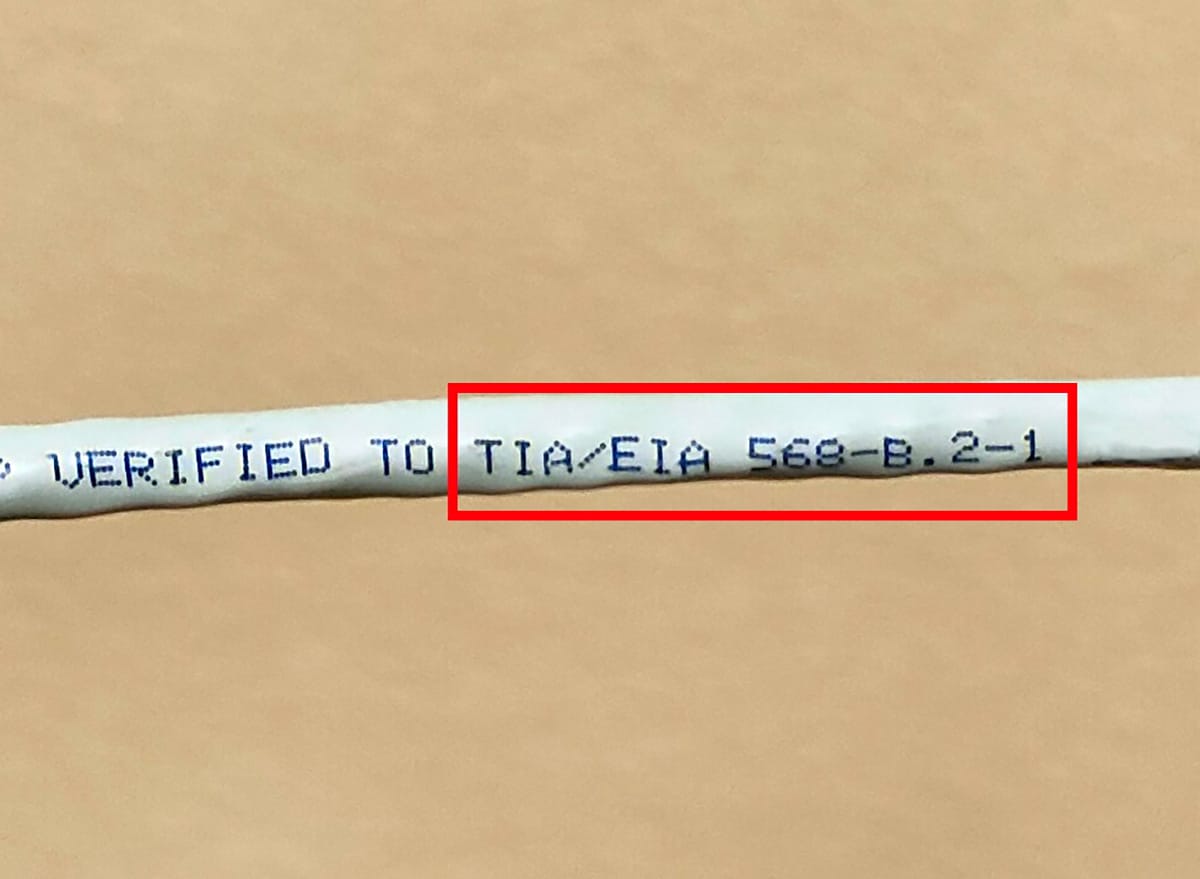 VERIFIED TO TIA/EIA 568-B.2-1